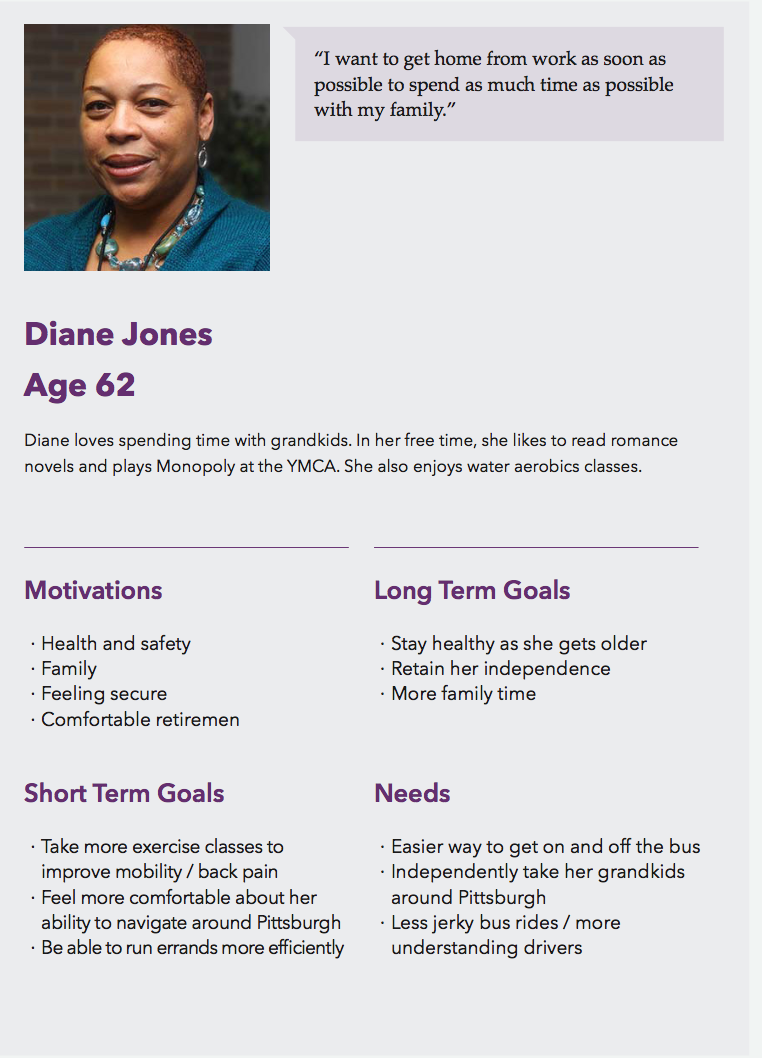 “I want to get home from work as soon as
possible to spend as much time as possible
with my family.”
Diane Jones
Age 62
Diane loves spending time with grandkids. In her free time, she likes to read romance
novels and plays Monopoly at the YMCA. She also enjoys water aerobics classes.
Motivations
· Health and safety
· Family
· Feeling secure
· Comfortable retiremen
Long Term Goals
· Stay healthy as she gets older
· Retain her independence
· More family time
Short Term Goals
· Take more exercise classes to
improve mobility / back pain
· Feel more comfortable about her
ability to navigate around Pittsburgh
· Be able to run errands more efficiently
Needs
· Easier way to get on and off the bus
· Independently take her grandkids
around Pittsburgh
· Less jerky bus rides / more
understanding drivers